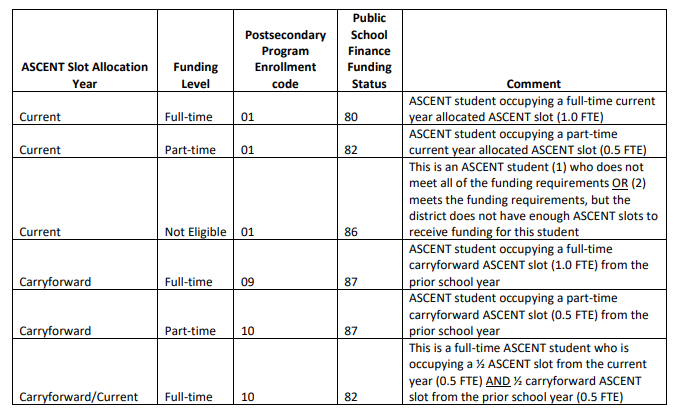 ASCENT Slot Allocation Year
Funding Level
Postsecondary Program Enrollment code
Public School Finance Funding Status
Comment
Current
Full-time
01
80
ASCENT student occupying a full-time current
year allocated ASCENT slot (1.0 FTE)
Current
Part-time
01
82
ASCENT student occupying a part-time
current year allocated ASCENT slot (0.5 FTE)
Current
Not Eligible
01
86
This is an ASCENT student (1) who does not
meet all of the funding requirements OR (2)
meets the funding requirements, but the
district does not have enough ASCENT slots to
receive funding for this student
Carryforward
Full-time
09
87
ASCENT student occupying a full-time
carryforward ASCENT slot (1.0 FTE) from the
prior school year
Carryforward
Part-time
10
87
ASCENT student occupying a part-time
carryforward ASCENT slot (0.5 FTE) from the
prior school year
Carryforward/Current
Full-time
10
82
This is a full-time ASCENT student who is
occupying a ½ ASCENT slot from the current
year (0.5 FTE) AND ½ carryforward ASCENT
slot from the prior school year (0.5 FTE)